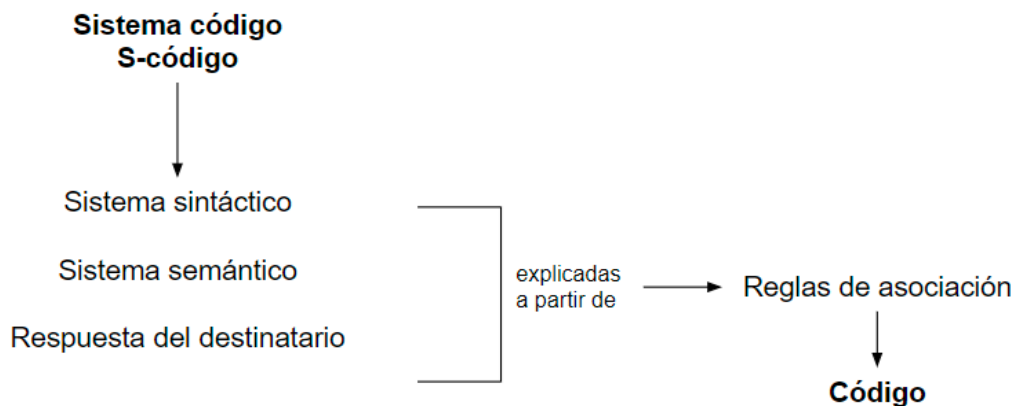 Sistema código
S-código
Sistema sintáctico
Sistema semántico
Respuesta del destinatario
explicadas
a partir de
Reglas de asociación
Código